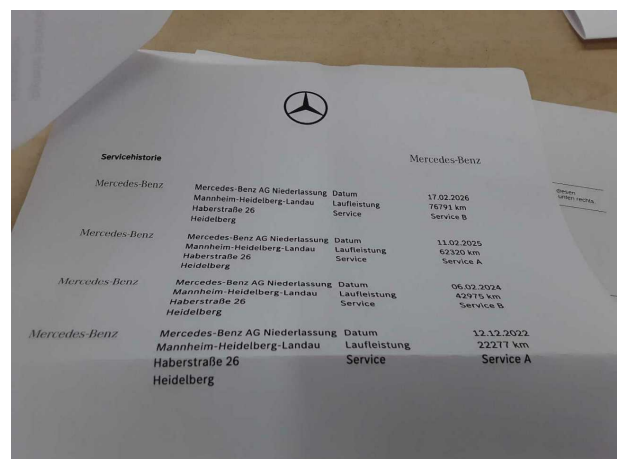 Servicehistorie
Mercedes-Benz
Mercedes-Benz Mercedes-Benz AG Niederlassung Datum 17.02.2026
Mannheim-Heidelberg-Landau Laufleistung 76791 km
Haberstraße 26 Service Service B
Heidelberg
Mercedes-Benz Mercedes-Benz AG Niederlassung Datum 11.02.2025
Mannheim-Heidelberg-Landau Laufleistung 62320 km
Haberstraße 26 Service Service A
Heidelberg
Mercedes-Benz Mercedes-Benz AG Niederlassung Datum 06.02.2024
Mannheim-Heidelberg-Landau Laufleistung 42975 km
Haberstraße 26 Service Service B
Heidelberg
Mercedes-Benz Mercedes-Benz AG Niederlassung Datum 12.12.2022
Mannheim-Heidelberg-Landau Laufleistung 22277 km
Haberstraße 26 Service Service A
Heidelberg
diesen
unten rechts.